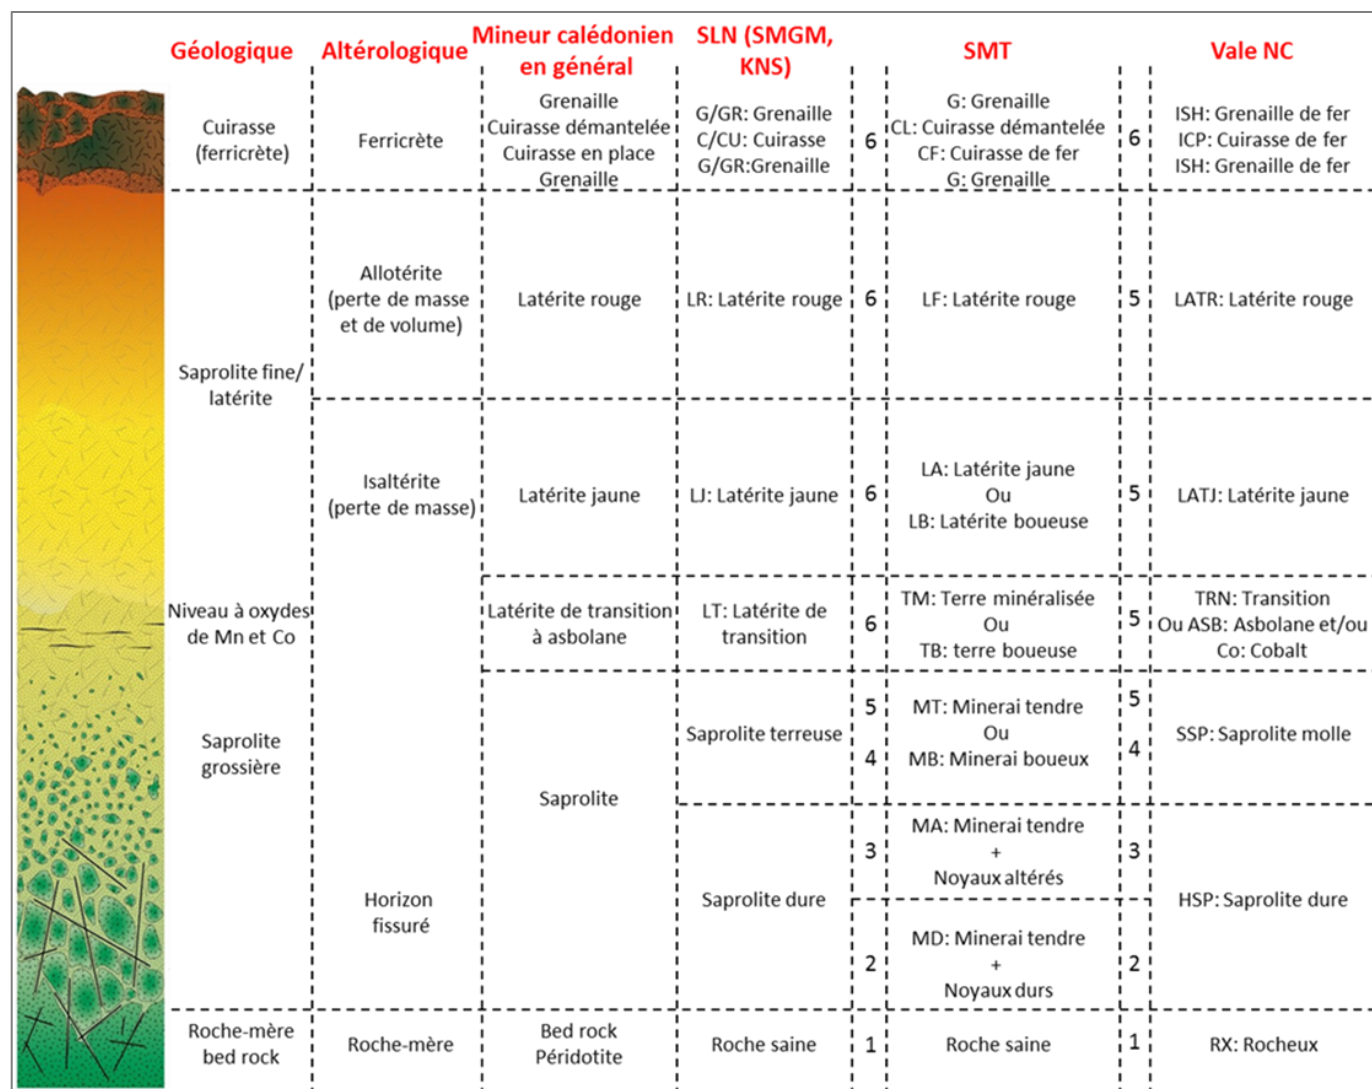 Géologique
Altérologique
Mineur calédonien
en général
SLN (SMGM,
KNS)
SMT
Vale NC
Cuirasse
(ferricrète)
Ferricrète
Grenaille
Cuirasse démantelée
Cuirasse en place
Grenaille
G/GR: Grenaille
C/CU: Cuirasse
G/GR:Grenaille
6
G: Grenaille
CL: Cuirasse démantelée
CF: Cuirasse de fer
G: Grenaille
6
ISH: Grenaille de fer
ICP: Cuirasse de fer
ISH: Grenaille de fer
Saprolite fine/
latérite
Allotérite
(perte de masse
et de volume)
Latérite rouge
LR: Latérite rouge
6
LF: Latérite rouge
5
LATR: Latérite rouge
Isaltérite
(perte de masse)
Latérite jaune
LJ: Latérite jaune
6
LA: Latérite jaune
Ou
LB: Latérite boueuse
5
LATJ: Latérite jaune
Niveau à oxydes
de Mn et Co
Latérite de transition
à asbolane
LT: Latérite de
transition
6
TM: Terre minéralisée
Ou
TB: terre boueuse
5
TRN: Transition
Ou ASB: Asbolane et/ou
Co: Cobalt
Saprolite
grossière
Saprolite
Saprolite terreuse
5
4
MT: Minerai tendre
Ou
MB: Minerai boueux
5
4
SSP: Saprolite molle
Horizon
fissuré
Saprolite dure
3
MA: Minerai tendre
+
Noyaux altérés
3
HSP: Saprolite dure
2
MD: Minerai tendre
+
Noyaux durs
2
Roche-mère
bed rock
Roche-mère
Bed rock
Péridotite
Roche saine
1
Roche saine
1
RX: Rocheux